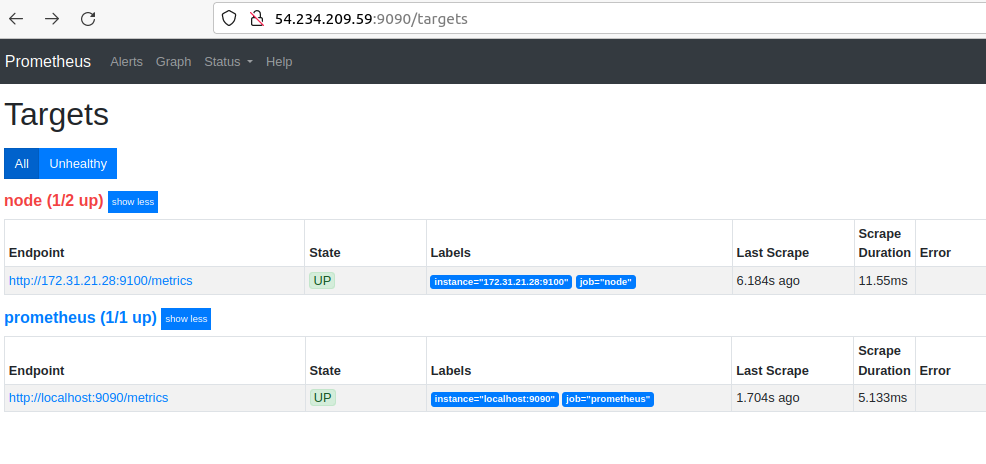 54.234.209.59:9090/targets
Prometheus Alerts Graph Status Help
Targets
All Unhealthy
node (1/2 up) show less
Endpoint State Labels Last Scrape Scrape Duration Error
http://172.31.21.28:9100/metrics UP instance="172.31.21.28:9100" job="node" 6.184s ago 11.55ms
prometheus (1/1 up) show less
Endpoint State Labels Last Scrape Scrape Duration Error
http://localhost:9090/metrics UP instance="localhost:9090" job="prometheus" 1.704s ago 5.133ms